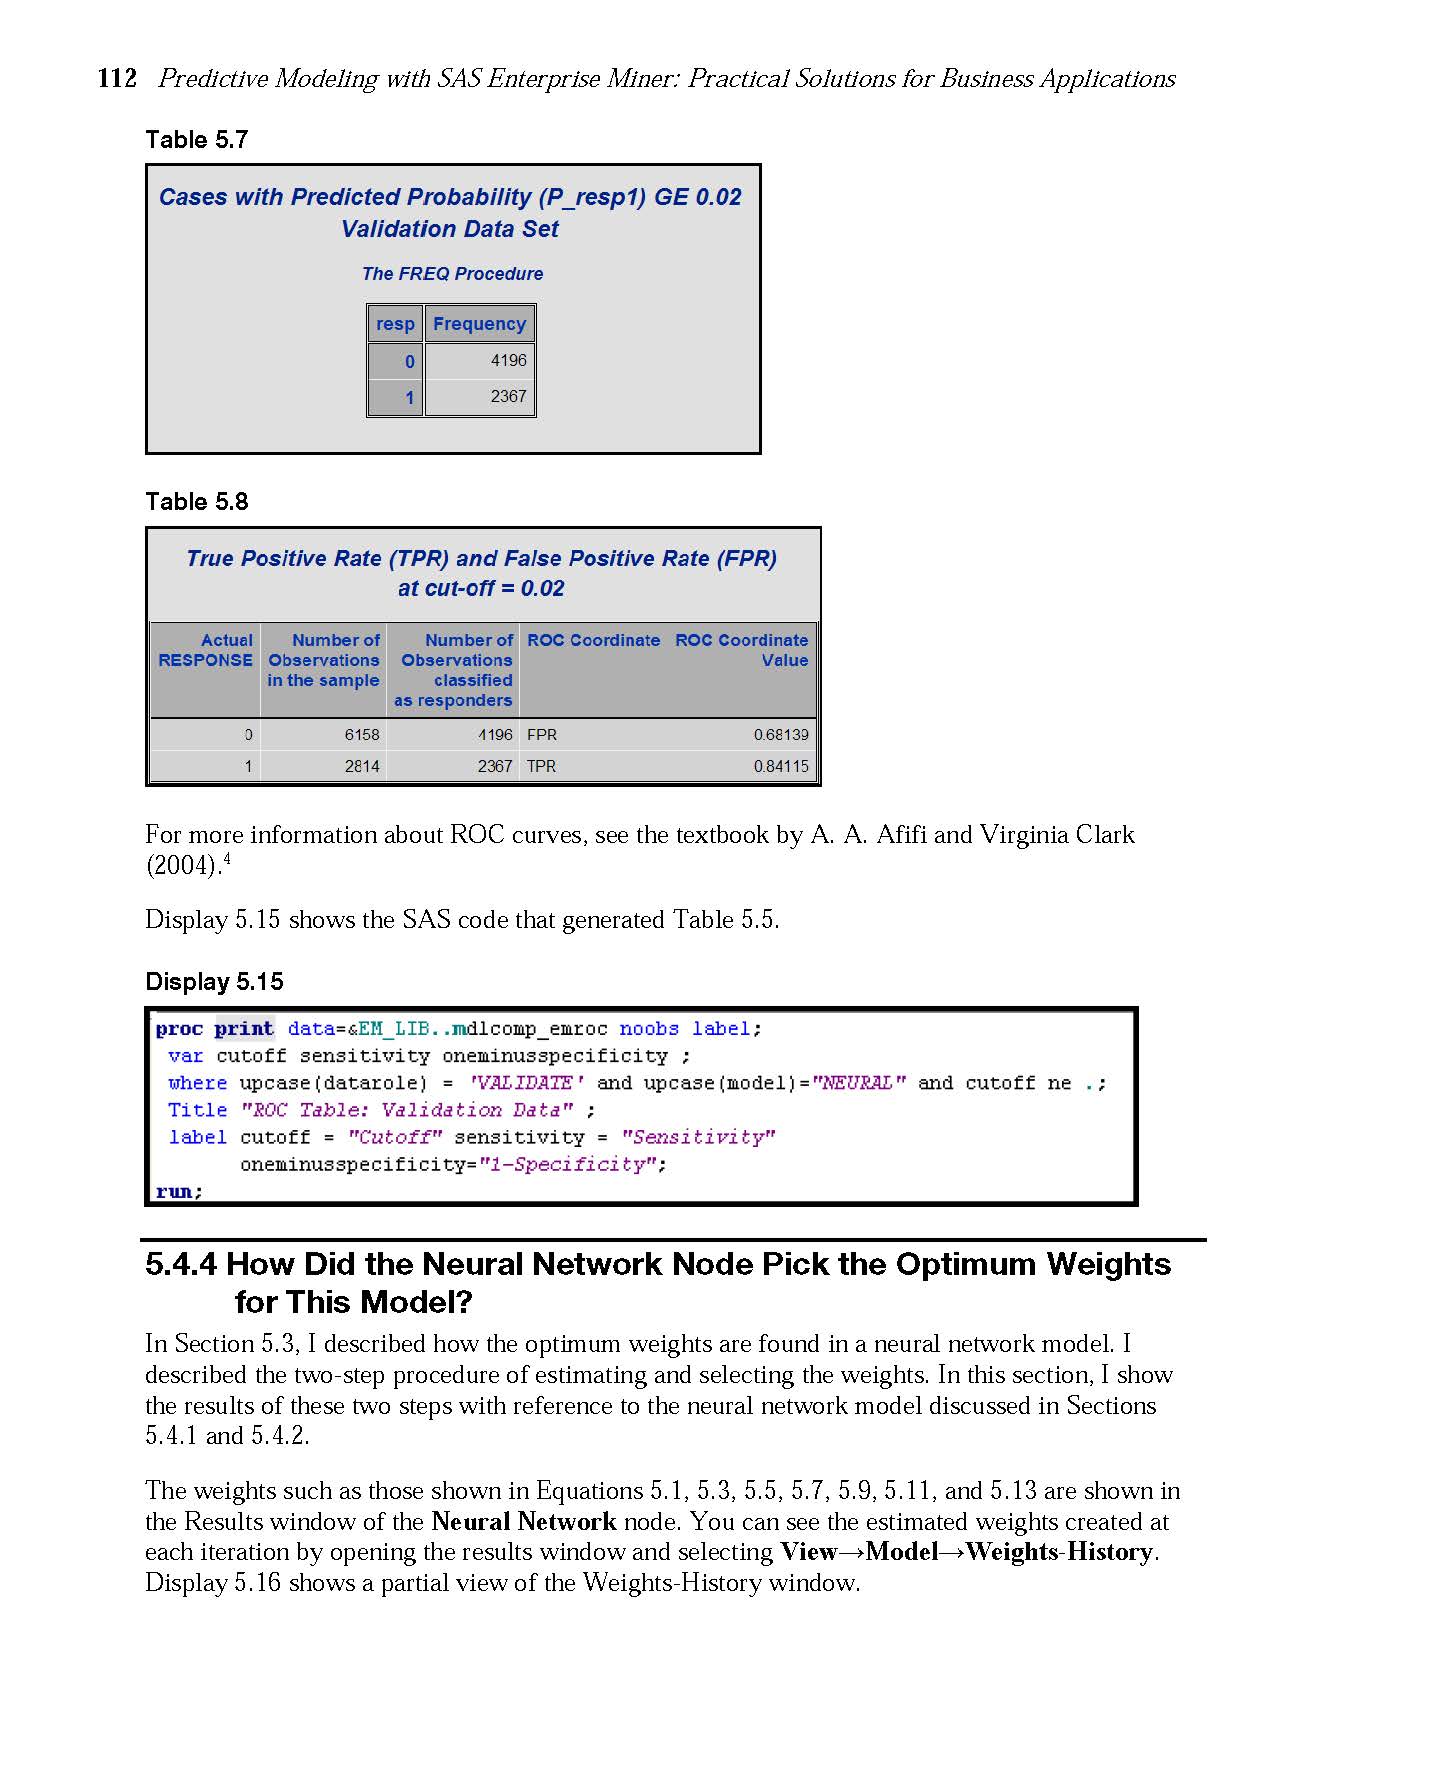 112 Predictive Modeling with SAS Enterprise Miner: Practical Solutions for Business Applications
Table 5.7
Cases with Predicted Probability (P_resp1) GE 0.02
Validation Data Set
The FREQ Procedure
resp Frequency
0 4196
1 2367
Table 5.8
True Positive Rate (TPR) and False Positive Rate (FPR)
at cut-off = 0.02
Actual Number of Number of ROC Coordinate ROC Coordinate
RESPONSE Observations Observations Value
in the sample classified
as responders
0 6158 4196 FPR 0.68139
1 2814 2367 TPR 0.84115
For more information about ROC curves, see the textbook by A. A. Afifi and Virginia Clark
(2004).4
Display 5.15 shows the SAS code that generated Table 5.5.
Display 5.15
proc print data=&EM_LIB..mdlcomp_emroc noobs label;
var cutoff sensitivity oneminusspecificity ;
where upcase(datarole) = 'VALIDATE' and upcase(model)="NEURAL" and cutoff ne .;
Title "ROC Table: Validation Data" ;
label cutoff = "Cutoff" sensitivity = "Sensitivity"
oneminusspecificity="1-Specificity";
run;
5.4.4 How Did the Neural Network Node Pick the Optimum Weights
for This Model?
In Section 5.3, I described how the optimum weights are found in a neural network model. I
described the two-step procedure of estimating and selecting the weights. In this section, I show
the results of these two steps with reference to the neural network model discussed in Sections
5.4.1 and 5.4.2.
The weights such as those shown in Equations 5.1, 5.3, 5.5, 5.7, 5.9, 5.11, and 5.13 are shown in
the Results window of the Neural Network node. You can see the estimated weights created at
each iteration by opening the results window and selecting View→Model→Weights-History.
Display 5.16 shows a partial view of the Weights-History window.